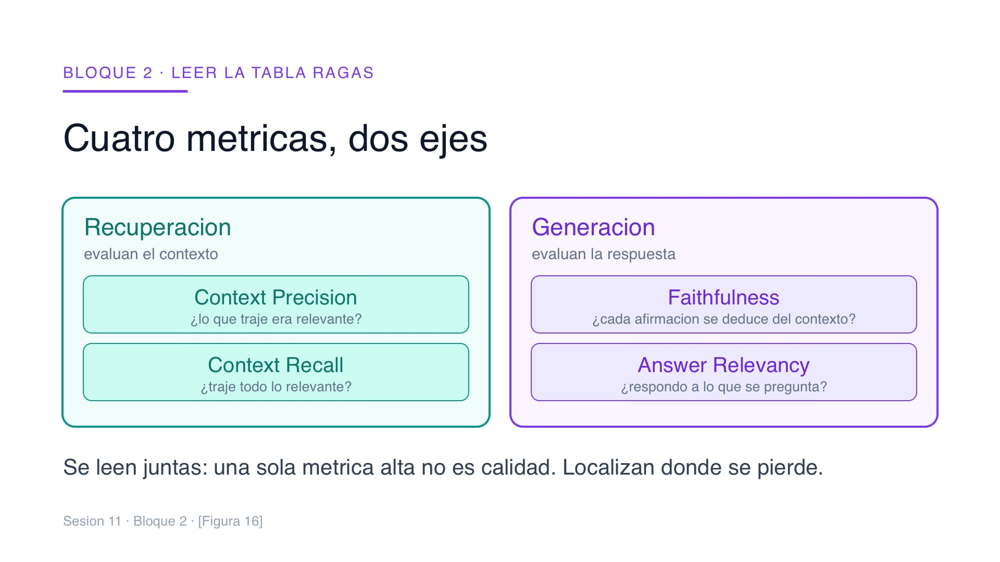 BLOQUE 2 · LEER LA TABLA RAGAS
Cuatro metricas, dos ejes
Recuperacion
evaluan el contexto
Context Precision
¿lo que traje era relevante?
Context Recall
¿traje todo lo relevante?
Generacion
evaluan la respuesta
Faithfulness
¿cada afirmacion se deduce del contexto?
Answer Relevancy
¿respondo a lo que se pregunta?
Se leen juntas: una sola metrica alta no es calidad. Localizan donde se pierde.
Sesion 11 · Bloque 2 · [Figura 16]